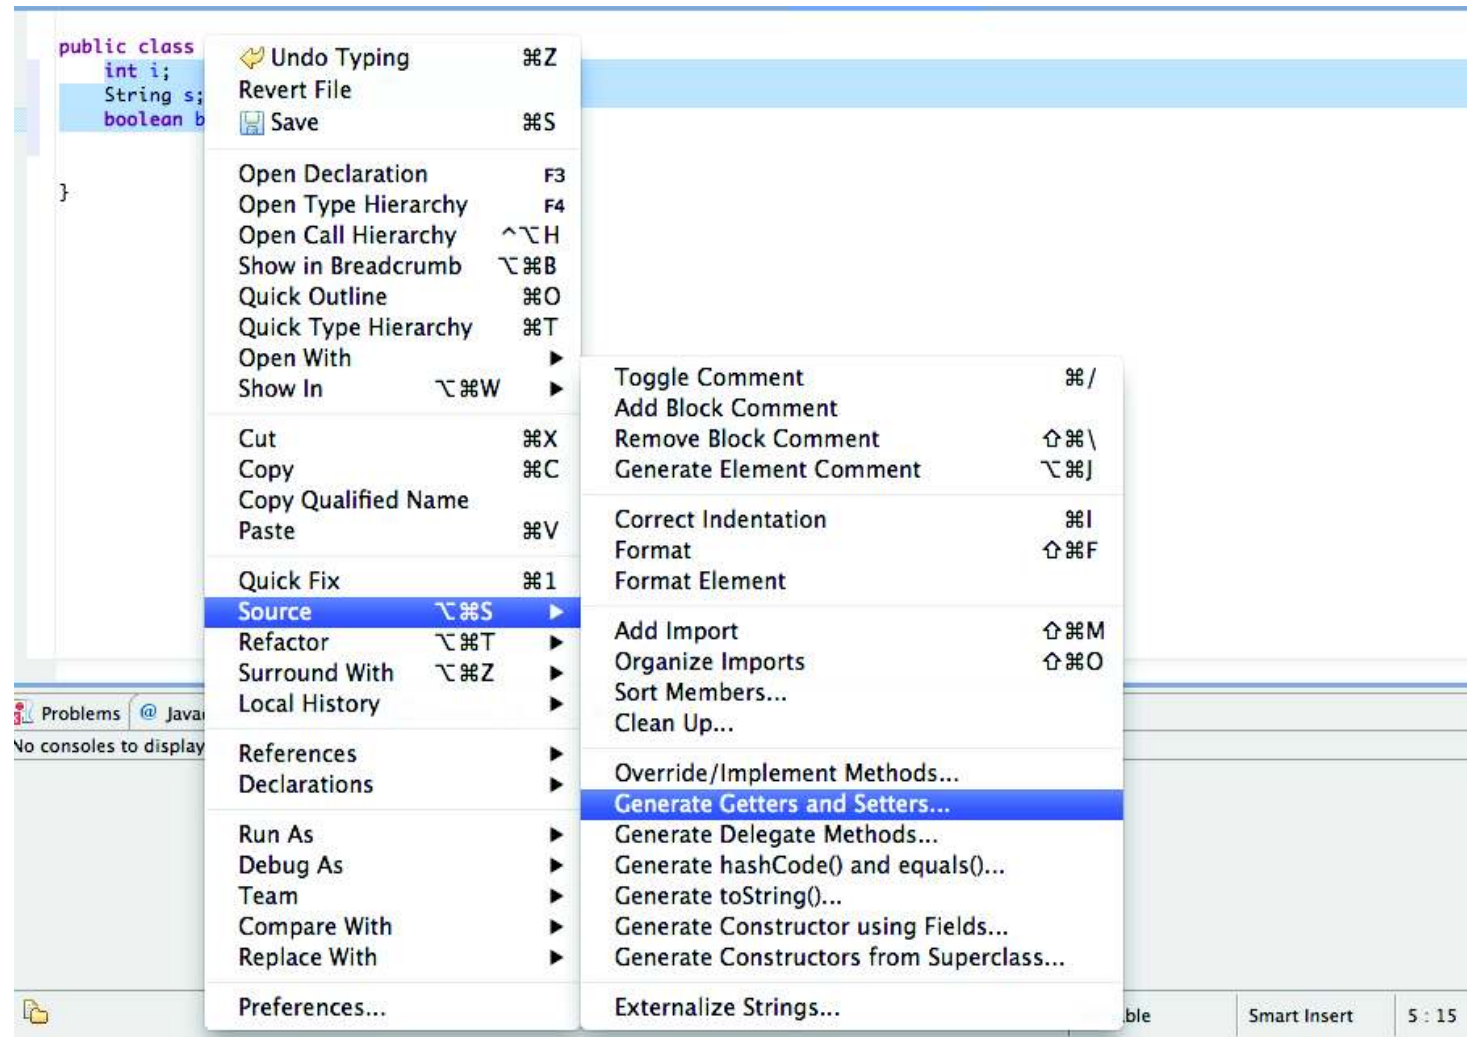 public class
int i;
String s;
boolean b
}
Undo Typing ⌘Z
Revert File
Save ⌘S
Open Declaration F3
Open Type Hierarchy F4
Open Call Hierarchy ^⌥H
Show in Breadcrumb ⌥⌘B
Quick Outline ⌘O
Quick Type Hierarchy ⌘T
Open With ▶
Show In ⌥⌘W ▶
Cut ⌘X
Copy ⌘C
Copy Qualified Name
Paste ⌘V
Quick Fix ⌘1
Source ⌥⌘S ▶
Refactor ⌥⌘T ▶
Surround With ⌥⌘Z ▶
Local History ▶
References ▶
Declarations ▶
Run As ▶
Debug As ▶
Team ▶
Compare With ▶
Replace With ▶
Preferences...
Toggle Comment ⌘/
Add Block Comment
Remove Block Comment ⇧⌘\
Generate Element Comment ⌥⌘J
Correct Indentation ⌘I
Format ⇧⌘F
Format Element
Add Import ⇧⌘M
Organize Imports ⇧⌘O
Sort Members...
Clean Up...
Override/Implement Methods...
Generate Getters and Setters...
Generate Delegate Methods...
Generate hashCode() and equals()...
Generate toString()...
Generate Constructor using Fields...
Generate Constructors from Superclass...
Externalize Strings...
Problems @ Java
No consoles to display
ble Smart Insert 5 : 15